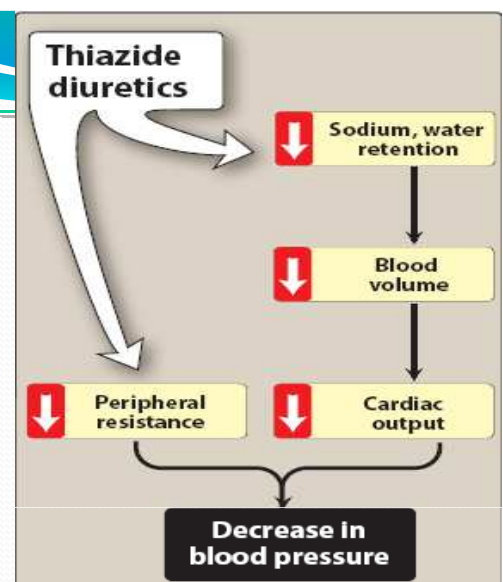 Thiazide
diuretics
Sodium, water
retention
Blood
volume
Peripheral
resistance
Cardiac
output
Decrease in
blood pressure